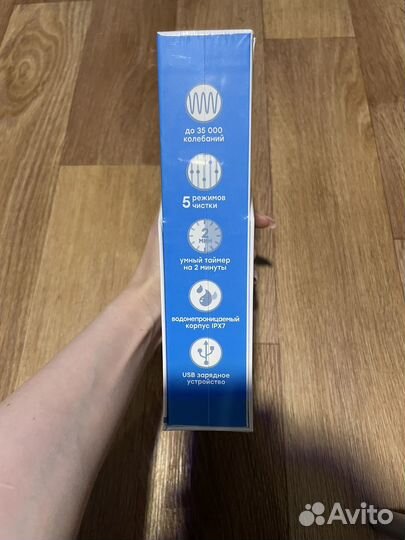 до 35 000
колебаний
5 режимов
чистки
2
МИН
умный таймер
на 2 минуты
водонепроницаемый
корпус IPX7
USB зарядное
устройство
Avito